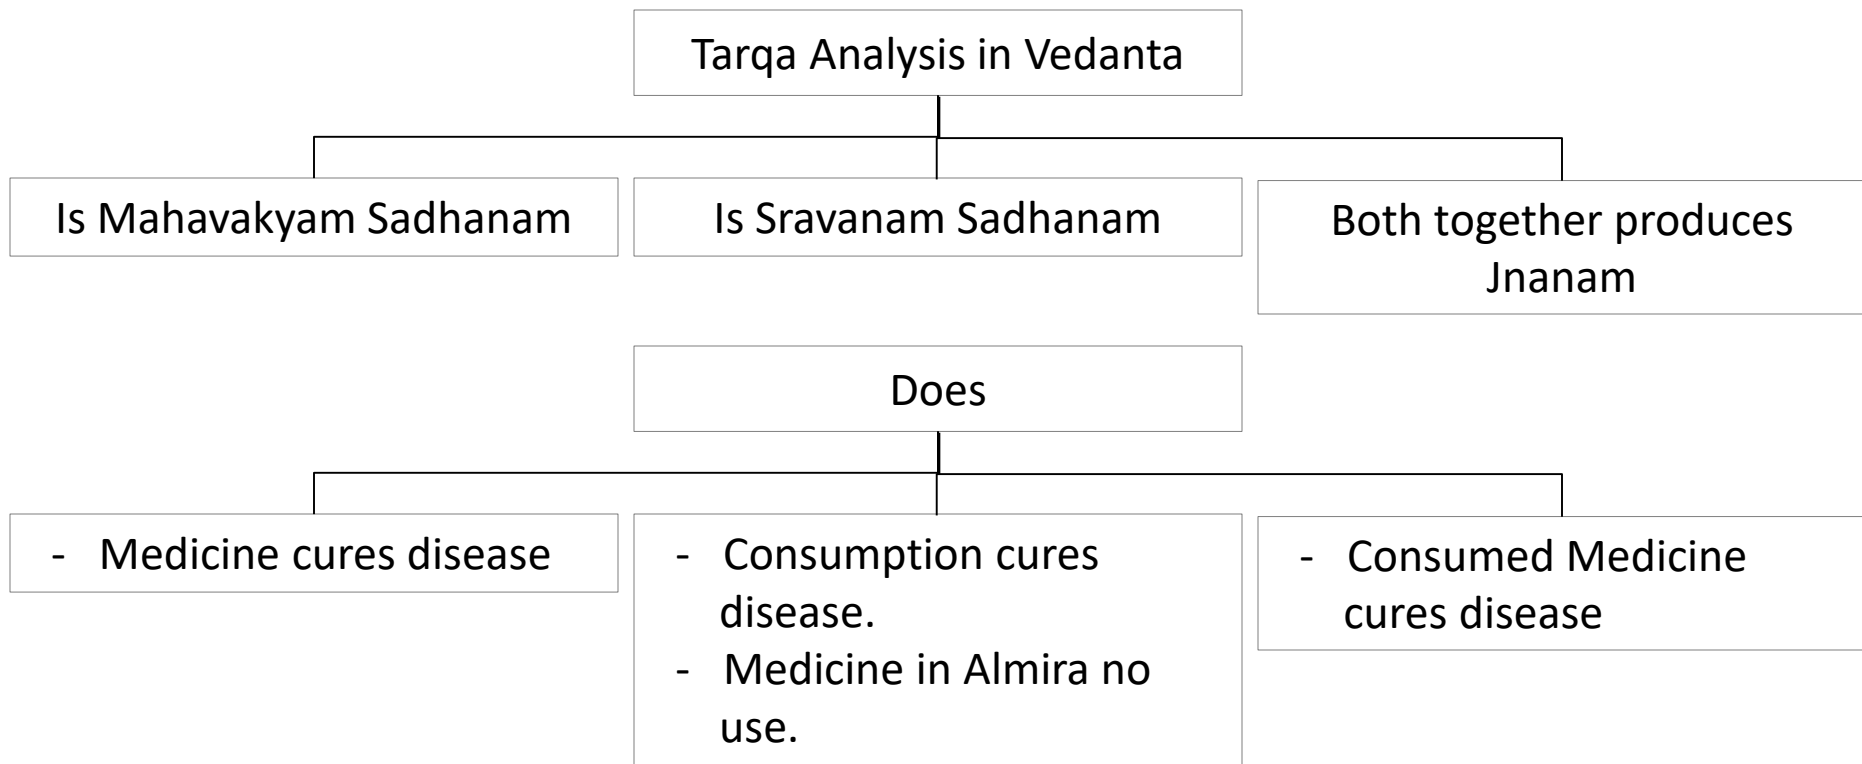 Tarqa Analysis in Vedanta
Is Mahavakyam Sadhanam
Is Sravanam Sadhanam
Both together produces
Jnanam
Does
- Medicine cures disease
- Consumption cures
disease.
- Medicine in Almira no
use.
- Consumed Medicine
cures disease